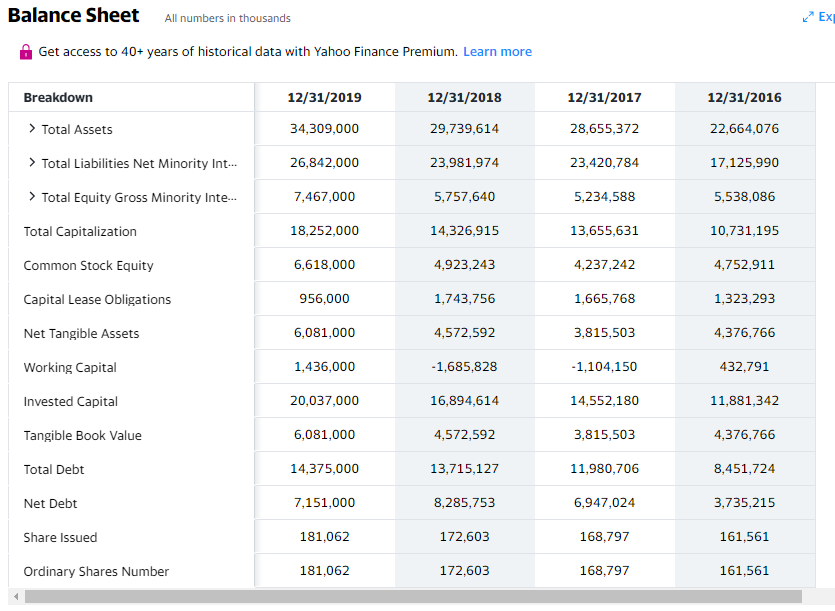 Balance Sheet All numbers in thousands Exp
Get access to 40+ years of historical data with Yahoo Finance Premium. Learn more
Breakdown 12/31/2019 12/31/2018 12/31/2017 12/31/2016
Total Assets 34,309,000 29,739,614 28,655,372 22,664,076
Total Liabilities Net Minority Int... 26,842,000 23,981,974 23,420,784 17,125,990
Total Equity Gross Minority Inte... 7,467,000 5,757,640 5,234,588 5,538,086
Total Capitalization 18,252,000 14,326,915 13,655,631 10,731,195
Common Stock Equity 6,618,000 4,923,243 4,237,242 4,752,911
Capital Lease Obligations 956,000 1,743,756 1,665,768 1,323,293
Net Tangible Assets 6,081,000 4,572,592 3,815,503 4,376,766
Working Capital 1,436,000 -1,685,828 -1,104,150 432,791
Invested Capital 20,037,000 16,894,614 14,552,180 11,881,342
Tangible Book Value 6,081,000 4,572,592 3,815,503 4,376,766
Total Debt 14,375,000 13,715,127 11,980,706 8,451,724
Net Debt 7,151,000 8,285,753 6,947,024 3,735,215
Share Issued 181,062 172,603 168,797 161,561
Ordinary Shares Number 181,062 172,603 168,797 161,561